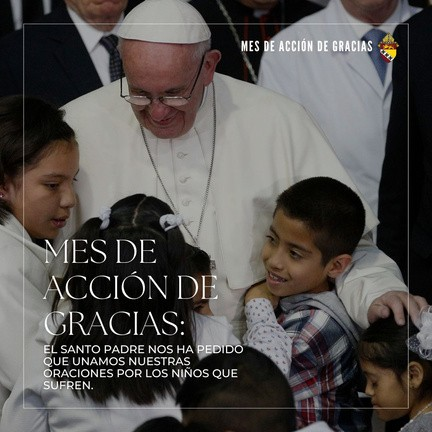 MES DE ACCIÓN DE GRACIAS
MES DE
ACCIÓN DE
GRACIAS:
EL SANTO PADRE NOS HA PEDIDO
QUE UNAMOS NUESTRAS
ORACIONES POR LOS NIÑOS QUE
SUFREN.